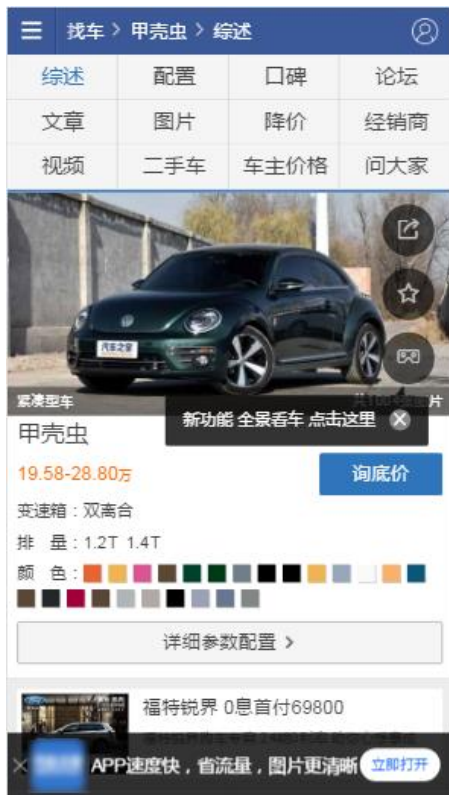 找车 > 甲壳虫 > 综述
综述 配置 口碑 论坛
文章 图片 降价 经销商
视频 二手车 车主价格 问大家
汽车之家
紧凑型车
新功能 全景看车 点击这里
甲壳虫
19.58-28.80万
询底价
变速箱：双离合
排 量：1.2T 1.4T
颜 色：
详细参数配置 >
福特锐界 0息首付69800
APP速度快，省流量，图片更清晰
立即打开